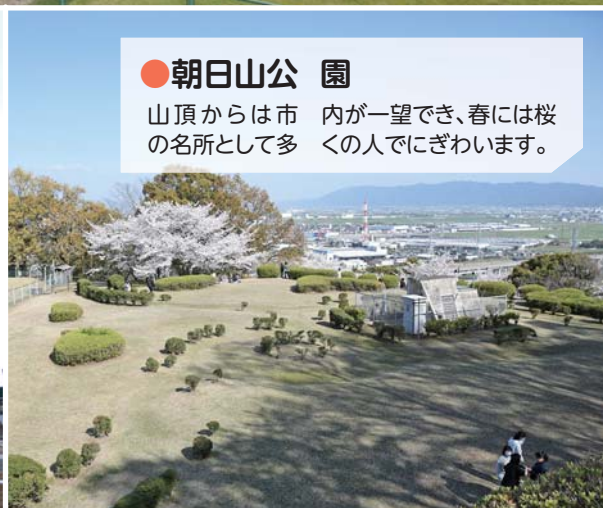 ●朝日山公 園
山頂からは市 内が一望でき、春には桜
の名所として多 くの人でにぎわいます。